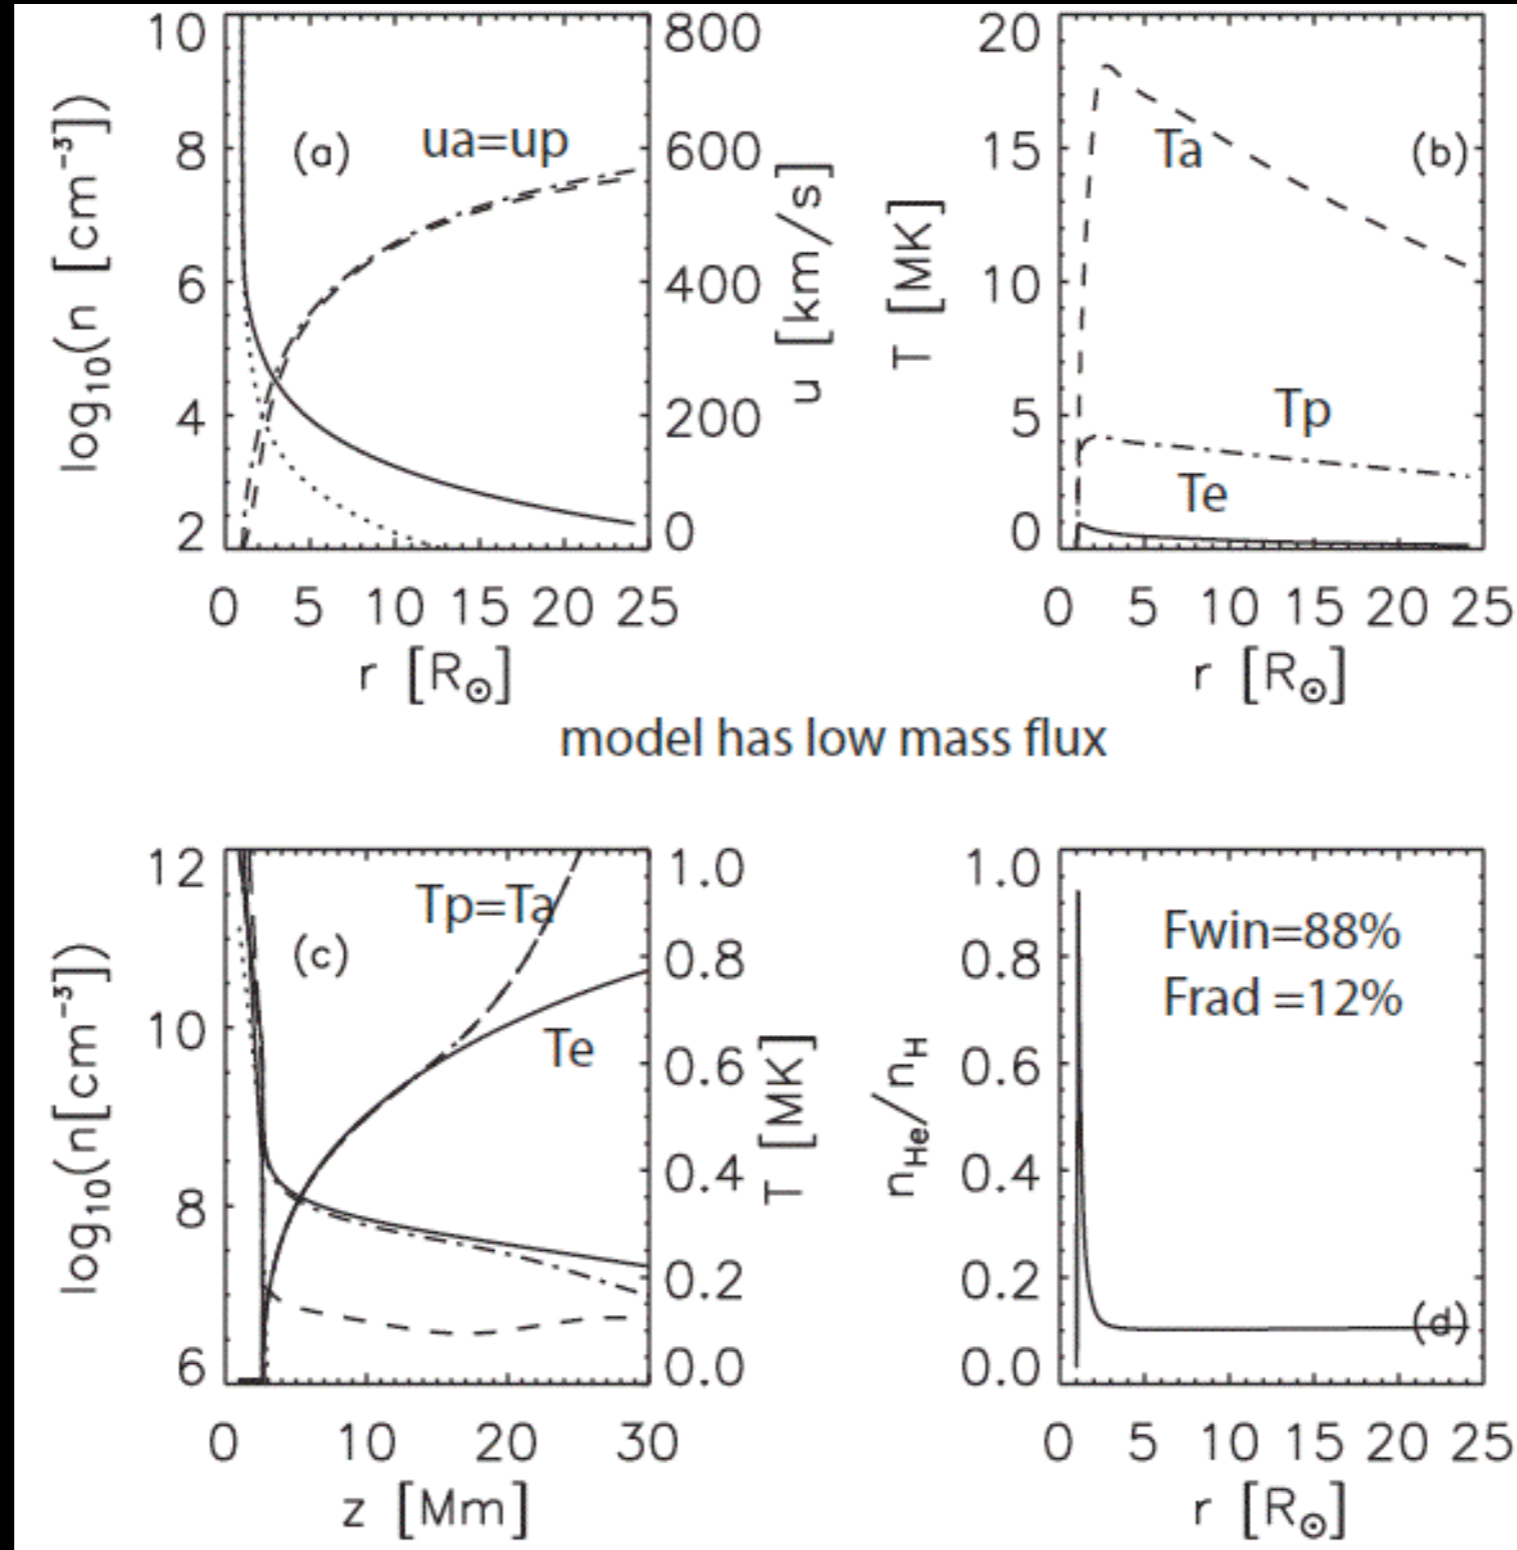 10
8
6
4
2
log₁₀(n [cm⁻³])
(a)
ua=up
800
600
400
200
0
u [km/s]
0 5 10 15 20 25
r [R☉]
20
15
10
5
0
T [MK]
Ta
(b)
Tp
Te
0 5 10 15 20 25
r [R☉]
model has low mass flux
12
10
8
6
log₁₀(n[cm⁻³])
(c)
Tp=Ta
Te
1.0
0.8
0.6
0.4
0.2
0.0
T [MK]
0 10 20 30
z [Mm]
1.0
0.8
0.6
0.4
0.2
0.0
n_He/n_H
Fwin=88%
Frad =12%
(d)
0 5 10 15 20 25
r [R☉]